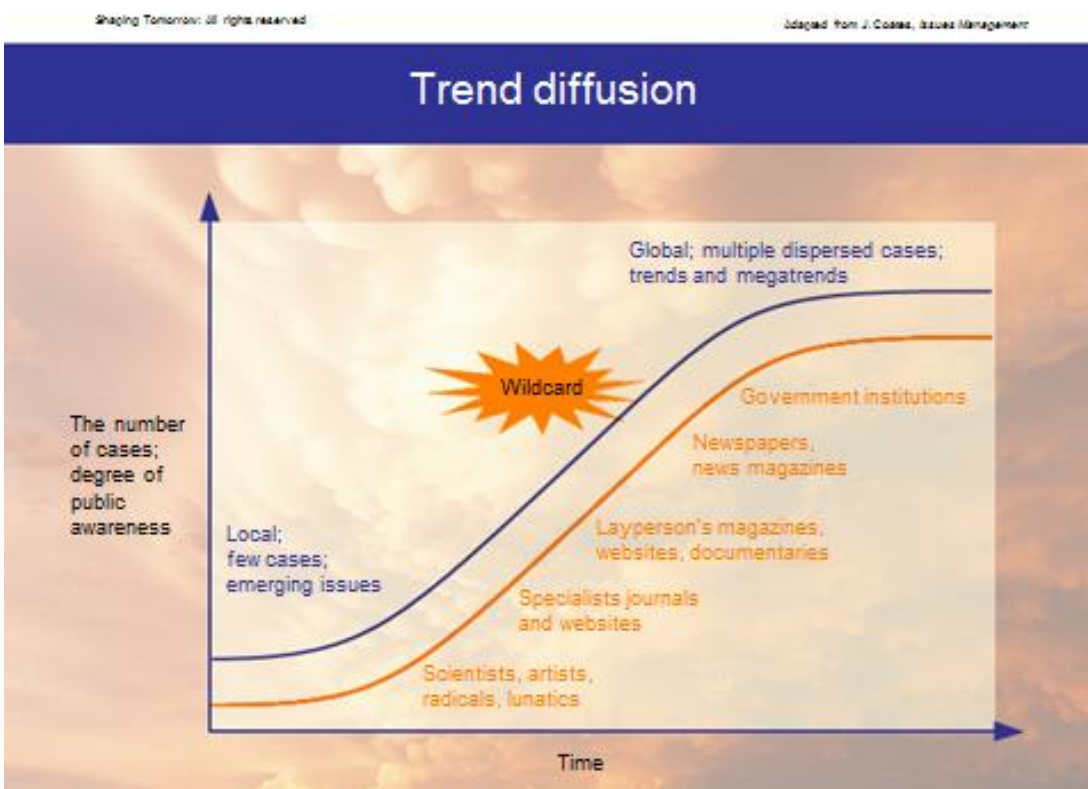 Shaping Tomorrow: All rights reserved
Adapted from J. Coates, Issues Management
Trend diffusion
Global; multiple dispersed cases;
trends and megatrends
Wildcard
Government institutions
The number
of cases;
degree of
public
awareness
Newspapers,
news magazines
Local;
few cases;
emerging issues
Layperson's magazines,
websites, documentaries
Specialists journals
and websites
Scientists, artists,
radicals, lunatics
Time